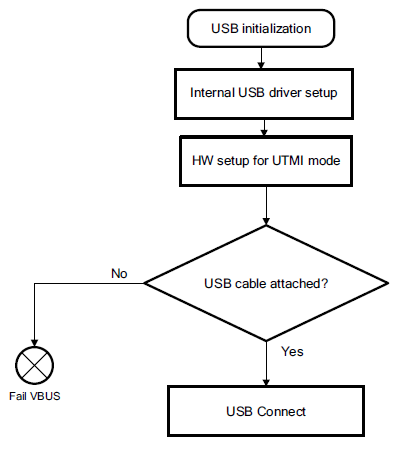 USB initialization
Internal USB driver setup
HW setup for UTMI mode
USB cable attached?
No
Yes
Fail VBUS
USB Connect